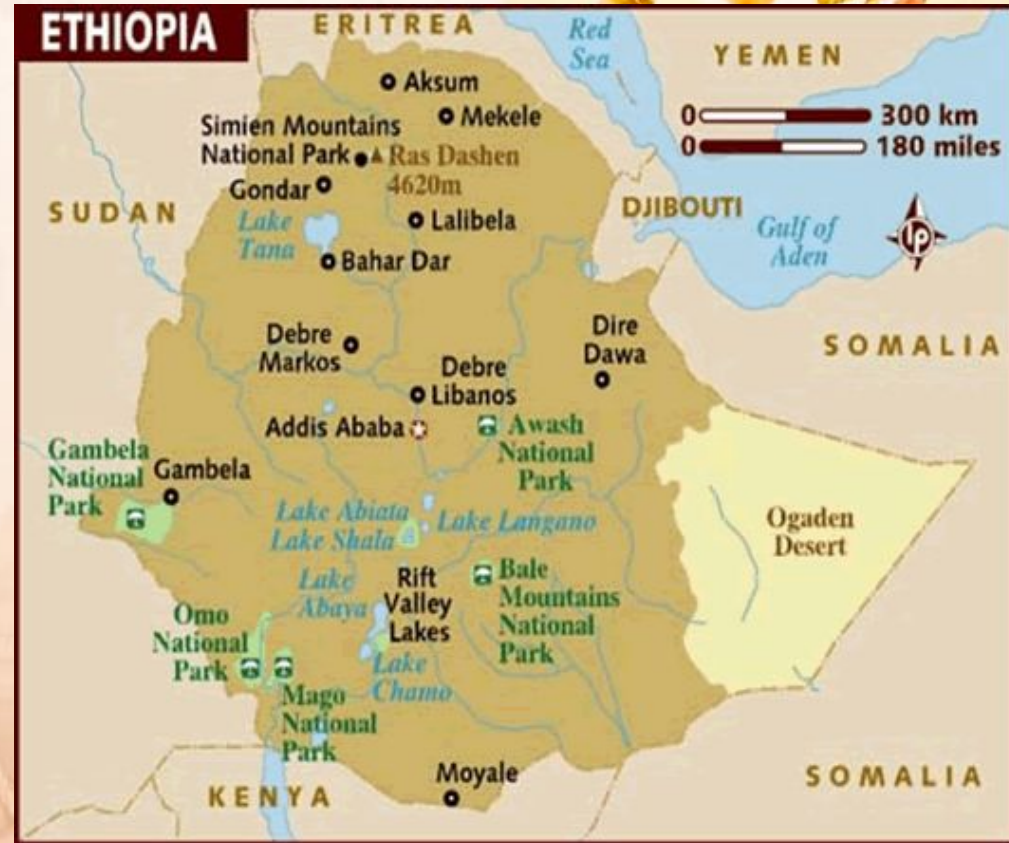 ETHIOPIA
ERITREA
Red
Sea
YEMEN
Aksum
Mekele
0 300 km
0 180 miles
Simien Mountains
National Park
Ras Dashen
4620m
Gondar
SUDAN
Lake
Tana
Lalibela
DJIBOUTI
Gulf of
Aden
LP
Bahar Dar
Debre
Markos
Dire
Dawa
SOMALIA
Debre
Libanos
Addis Ababa
Awash
National
Park
Gambela
National
Park
Gambela
Lake Abiata
Lake Shala
Lake Langano
Ogaden
Desert
Lake
Abaya
Rift
Valley
Lakes
Bale
Mountains
National
Park
Omo
National
Park
Lake
Chamo
Mago
National
Park
Moyale
KENYA
SOMALIA